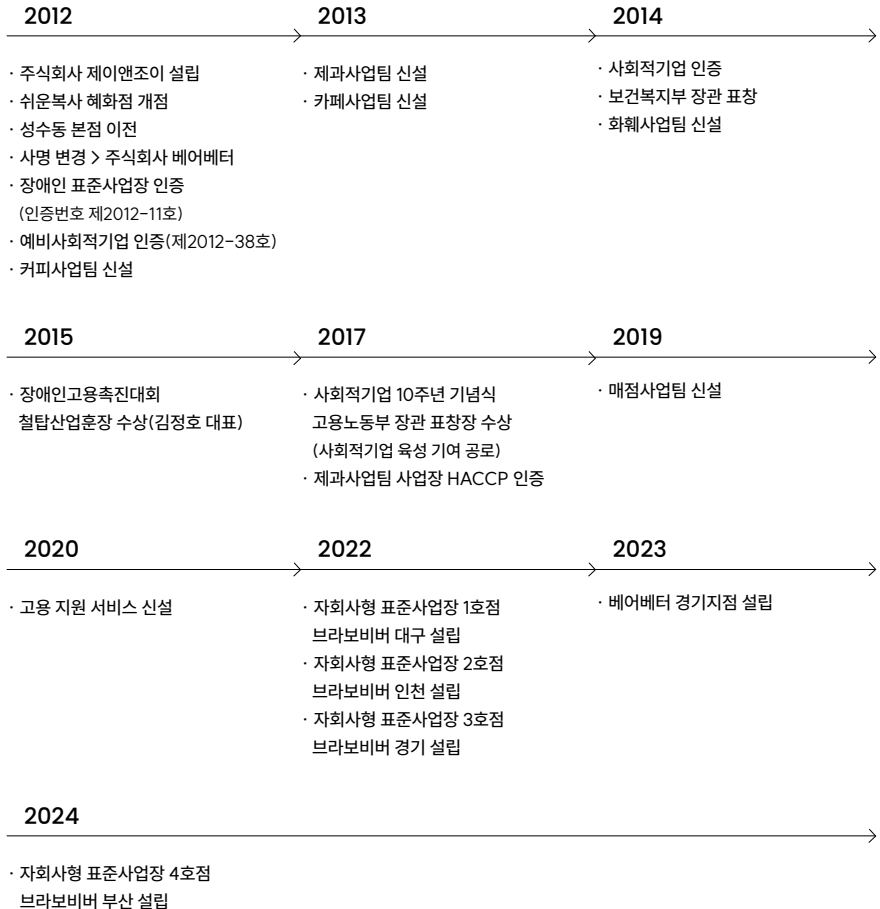 2012
· 주식회사 제이앤조이 설립
· 쉬운복사 혜화점 개점
· 성수동 본점 이전
· 사명 변경 > 주식회사 베어베터
· 장애인 표준사업장 인증
(인증번호 제2012-11호)
· 예비사회적기업 인증(제2012-38호)
· 커피사업팀 신설
2013
· 제과사업팀 신설
· 카페사업팀 신설
2014
· 사회적기업 인증
· 보건복지부 장관 표창
· 화훼사업팀 신설
2015
· 장애인고용촉진대회
철탑산업훈장 수상(김정호 대표)
2017
· 사회적기업 10주년 기념식
고용노동부 장관 표창장 수상
(사회적기업 육성 기여 공로)
· 제과사업팀 사업장 HACCP 인증
2019
· 매점사업팀 신설
2020
· 고용 지원 서비스 신설
2022
· 자회사형 표준사업장 1호점
브라보비버 대구 설립
· 자회사형 표준사업장 2호점
브라보비버 인천 설립
· 자회사형 표준사업장 3호점
브라보비버 경기 설립
2023
· 베어베터 경기지점 설립
2024
· 자회사형 표준사업장 4호점
브라보비버 부산 설립